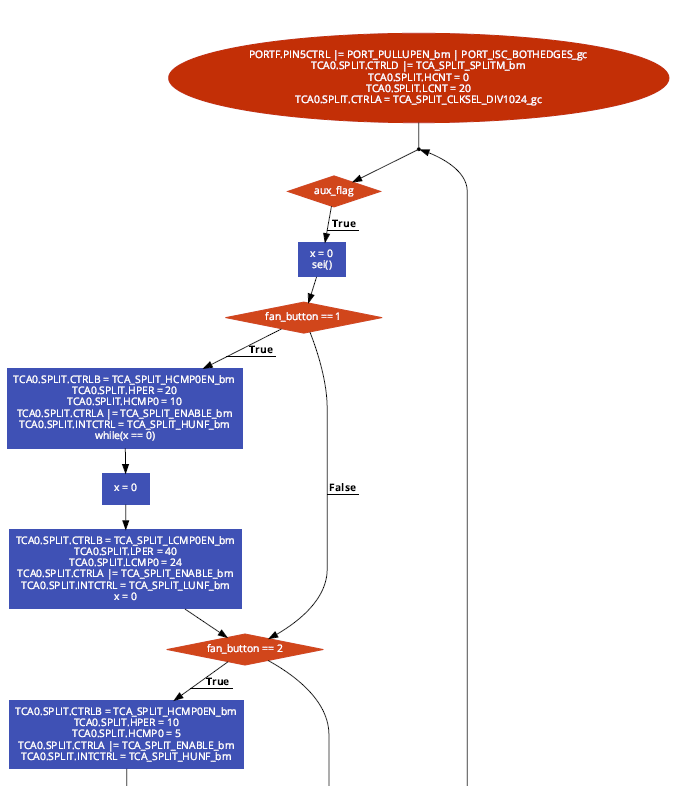 PORTF.PIN5CTRL |= PORT_PULLUPEN_bm | PORT_ISC_BOTHEDGES_gc
TCA0.SPLIT.CTRLD |= TCA_SPLIT_SPLITM_bm
TCA0.SPLIT.HCNT = 0
TCA0.SPLIT.LCNT = 20
TCA0.SPLIT.CTRLA = TCA_SPLIT_CLKSEL_DIV1024_gc
aux_flag
True
x = 0
sei()
fan_button == 1
True
TCA0.SPLIT.CTRLB = TCA_SPLIT_HCMP0EN_bm
TCA0.SPLIT.HPER = 20
TCA0.SPLIT.HCMP0 = 10
TCA0.SPLIT.CTRLA |= TCA_SPLIT_ENABLE_bm
TCA0.SPLIT.INTCTRL = TCA_SPLIT_HUNF_bm
while(x == 0)
x = 0
False
TCA0.SPLIT.CTRLB = TCA_SPLIT_LCMP0EN_bm
TCA0.SPLIT.LPER = 40
TCA0.SPLIT.LCMP0 = 24
TCA0.SPLIT.CTRLA |= TCA_SPLIT_ENABLE_bm
TCA0.SPLIT.INTCTRL = TCA_SPLIT_LUNF_bm
x = 0
fan_button == 2
True
TCA0.SPLIT.CTRLB = TCA_SPLIT_HCMP0EN_bm
TCA0.SPLIT.HPER = 10
TCA0.SPLIT.HCMP0 = 5
TCA0.SPLIT.CTRLA |= TCA_SPLIT_ENABLE_bm
TCA0.SPLIT.INTCTRL = TCA_SPLIT_HUNF_bm